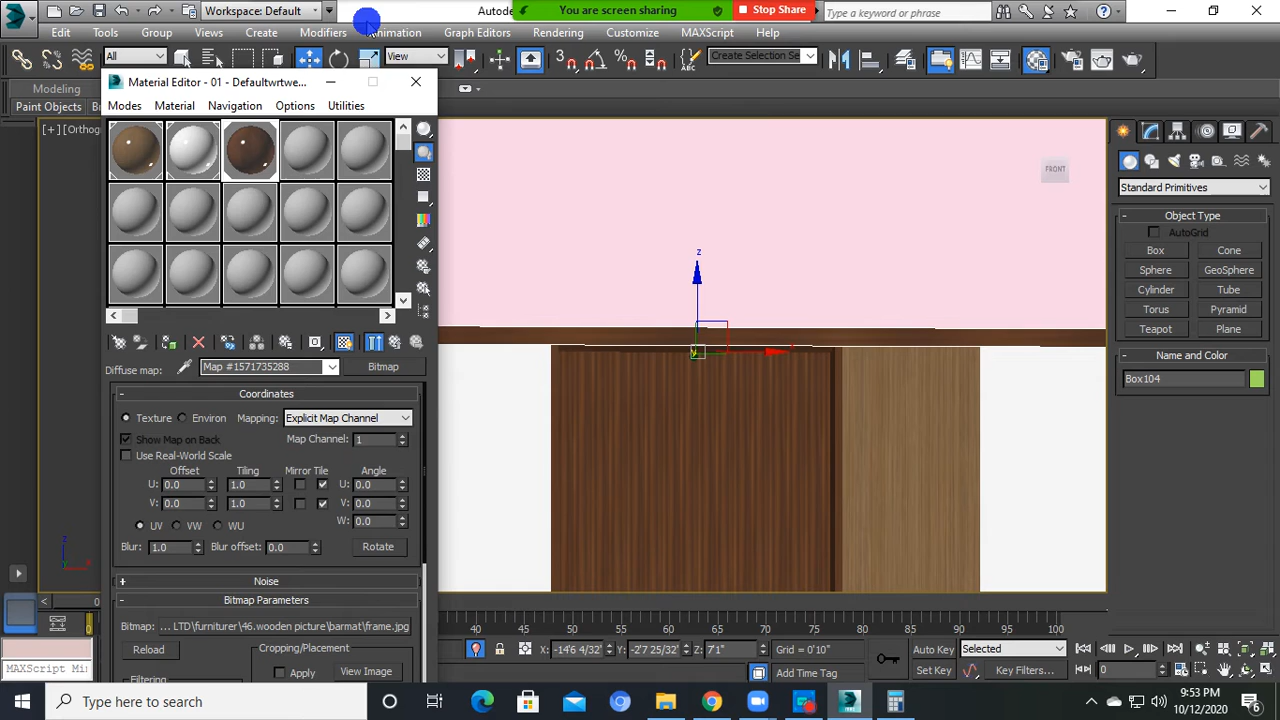 Workspace: Default
Autodes
You are screen sharing
Stop Share
Type a keyword or phrase
Sign In
Edit Tools Group Views Create Modifiers Animation Graph Editors Rendering Customize MAXScript Help
All
View
Create Selection Se
Modeling
Paint Objects
Material Editor - 01 - Defaultwrtwe...
Modes Material Navigation Options Utilities
[+] [Orthog
FRONT
z
x
Standard Primitives
Object Type
AutoGrid
Box Cone
Sphere GeoSphere
Cylinder Tube
Torus Pyramid
Teapot Plane
Name and Color
Box104
Diffuse map: Map #1571735288 Bitmap
Coordinates
Texture Environ Mapping: Explicit Map Channel
Show Map on Back Map Channel: 1
Use Real-World Scale
Offset Tiling Mirror Tile Angle
U: 0.0 1.0 U: 0.0
V: 0.0 1.0 V: 0.0
W: 0.0
UV VW WU
Blur: 1.0 Blur offset: 0.0 Rotate
Noise
Bitmap Parameters
Bitmap: ... LTD\furniturer\46.wooden picture\barmat\frame.jpg
Reload
Cropping/Placement
Apply View Image
Filtering
z
x
0
50 55 60 65 70 75 80 85 90 95 100
X: -14'6 4/32" Y: -2'7 25/32" Z: 7'1" Grid = 0'10"
Auto Key Selected
Set Key Key Filters...
0
Add Time Tag
MAXScript Mi
Type here to search
9:53 PM
10/12/2020